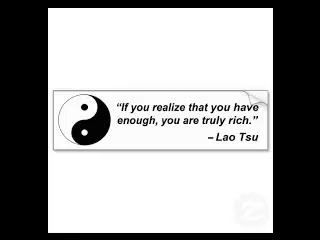 “If you realize that you have
enough, you are truly rich.”
– Lao Tsu